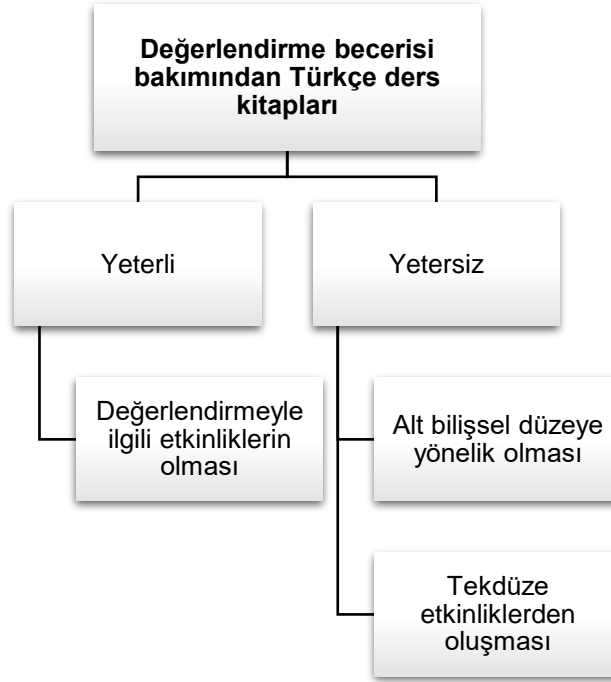 Değerlendirme becerisi
bakımından Türkçe ders
kitapları
Yeterli
Yetersiz
Değerlendirmeyle
ilgili etkinliklerin
olması
Alt bilişsel düzeye
yönelik olması
Tekdüze
etkinliklerden
oluşması